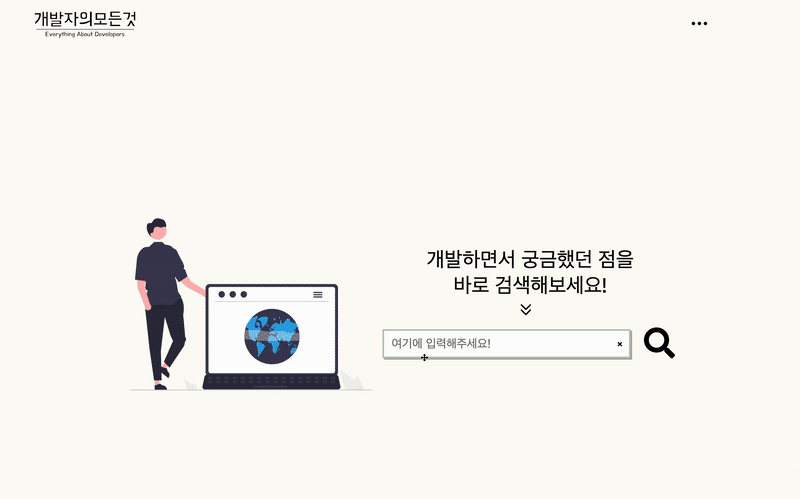 개발자의모든것
Everything About Developers
개발하면서 궁금했던 점을
바로 검색해보세요!
여기에 입력해주세요!